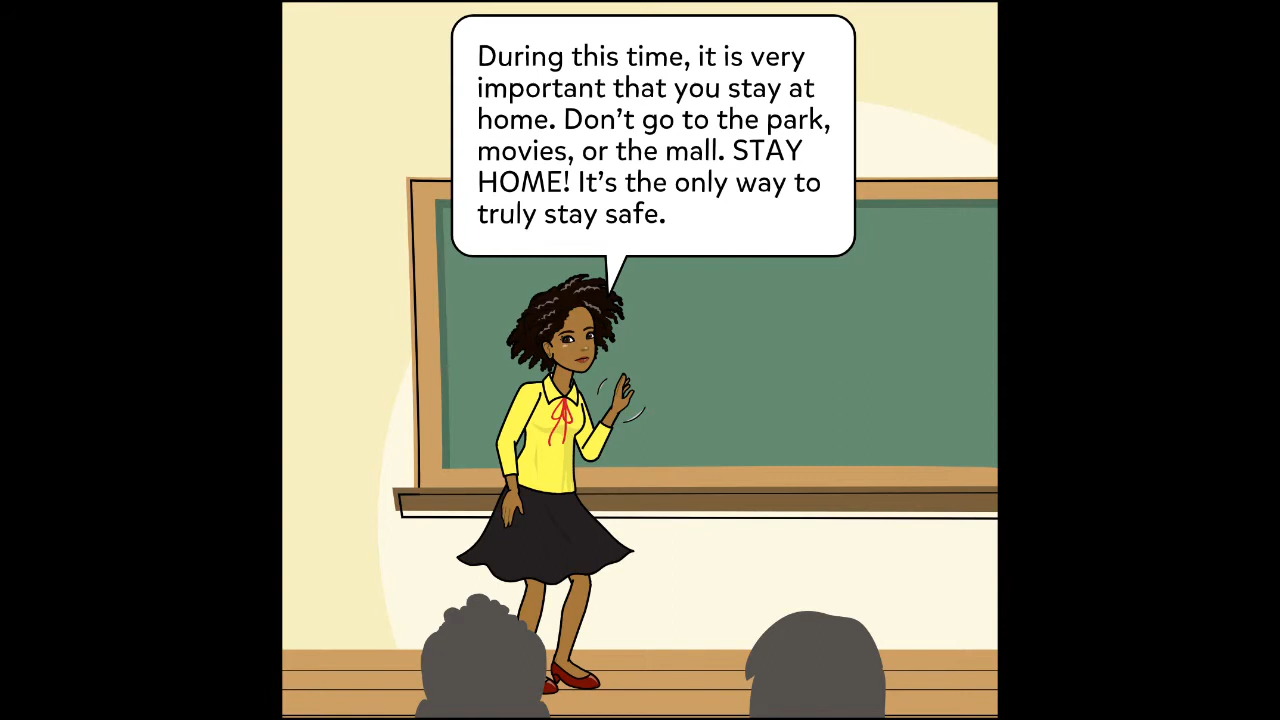 During this time, it is very
important that you stay at
home. Don't go to the park,
movies, or the mall. STAY
HOME! It's the only way to
truly stay safe.